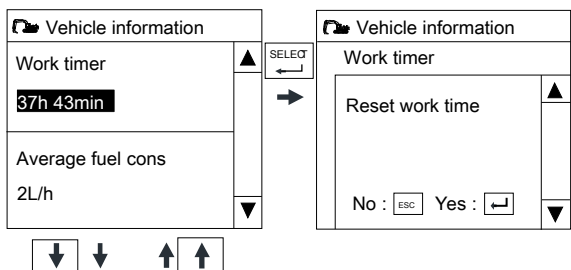 Vehicle information
Work timer
37h 43min
Average fuel cons
2L/h
SELECT
Vehicle information
Work timer
Reset work time
No : ESC Yes :